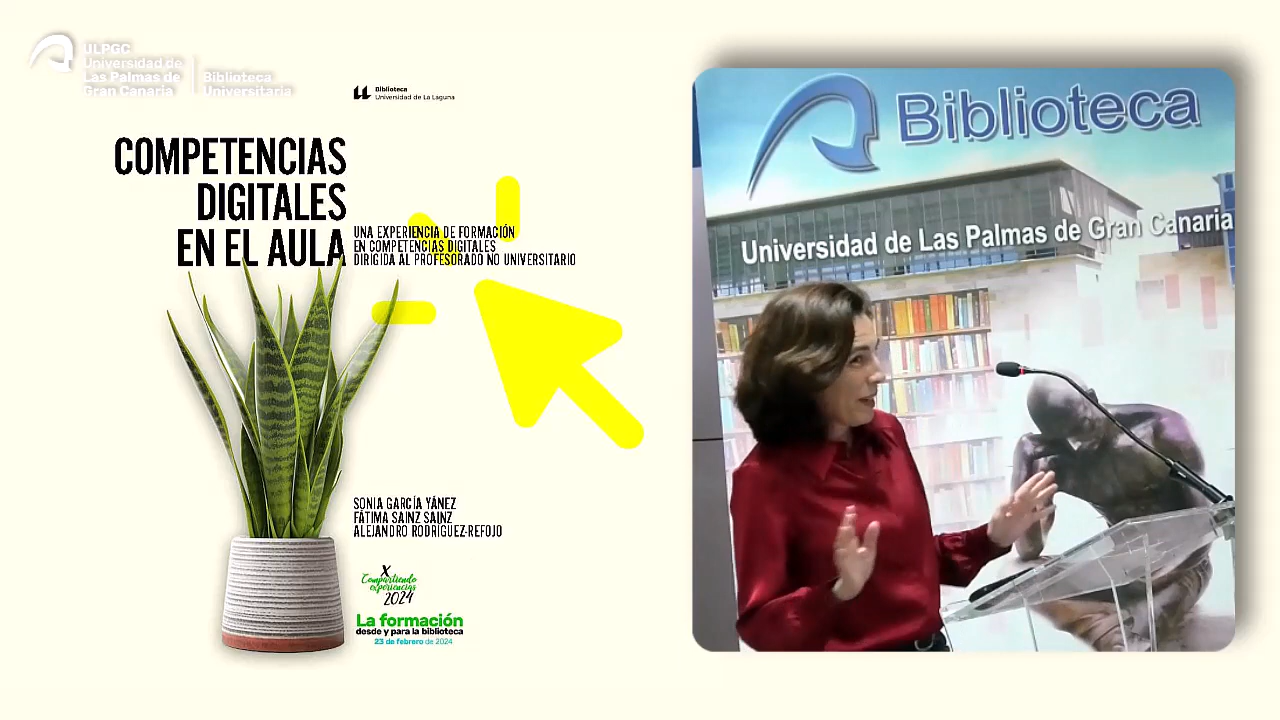 ULPGC
Universidad de
Las Palmas de
Gran Canaria
Biblioteca
Universitaria
Biblioteca
Universidad de La Laguna
COMPETENCIAS
DIGITALES
EN EL AULA
UNA EXPERIENCIA DE FORMACIÓN
EN COMPETENCIAS DIGITALES
DIRIGIDA AL PROFESORADO NO UNIVERSITARIO
SONIA GARCÍA YÁNEZ
FÁTIMA SAINZ SAINZ
ALEJANDRO RODRÍGUEZ-REFOJO
X
Compartiendo
experiencias
2024
La formación
desde y para la biblioteca
23 de febrero de 2024
Biblioteca
Universidad de Las Palmas de Gran Canaria